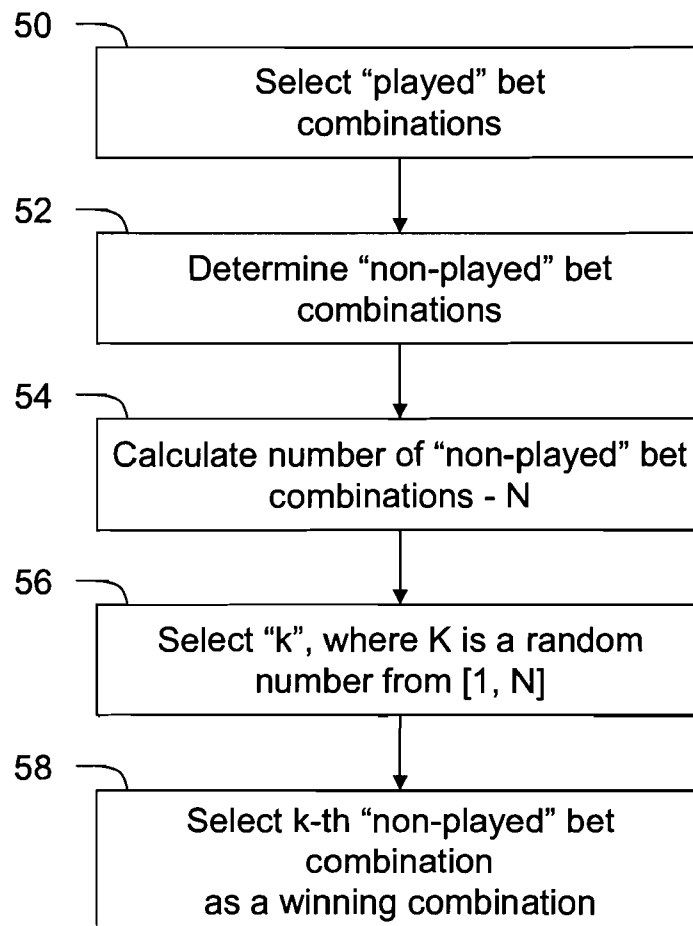 50
Select “played” bet
combinations
52
Determine “non-played” bet
combinations
54
Calculate number of “non-played” bet
combinations - N
56
Select “k”, where K is a random
number from [1, N]
58
Select k-th “non-played” bet
combination
as a winning combination